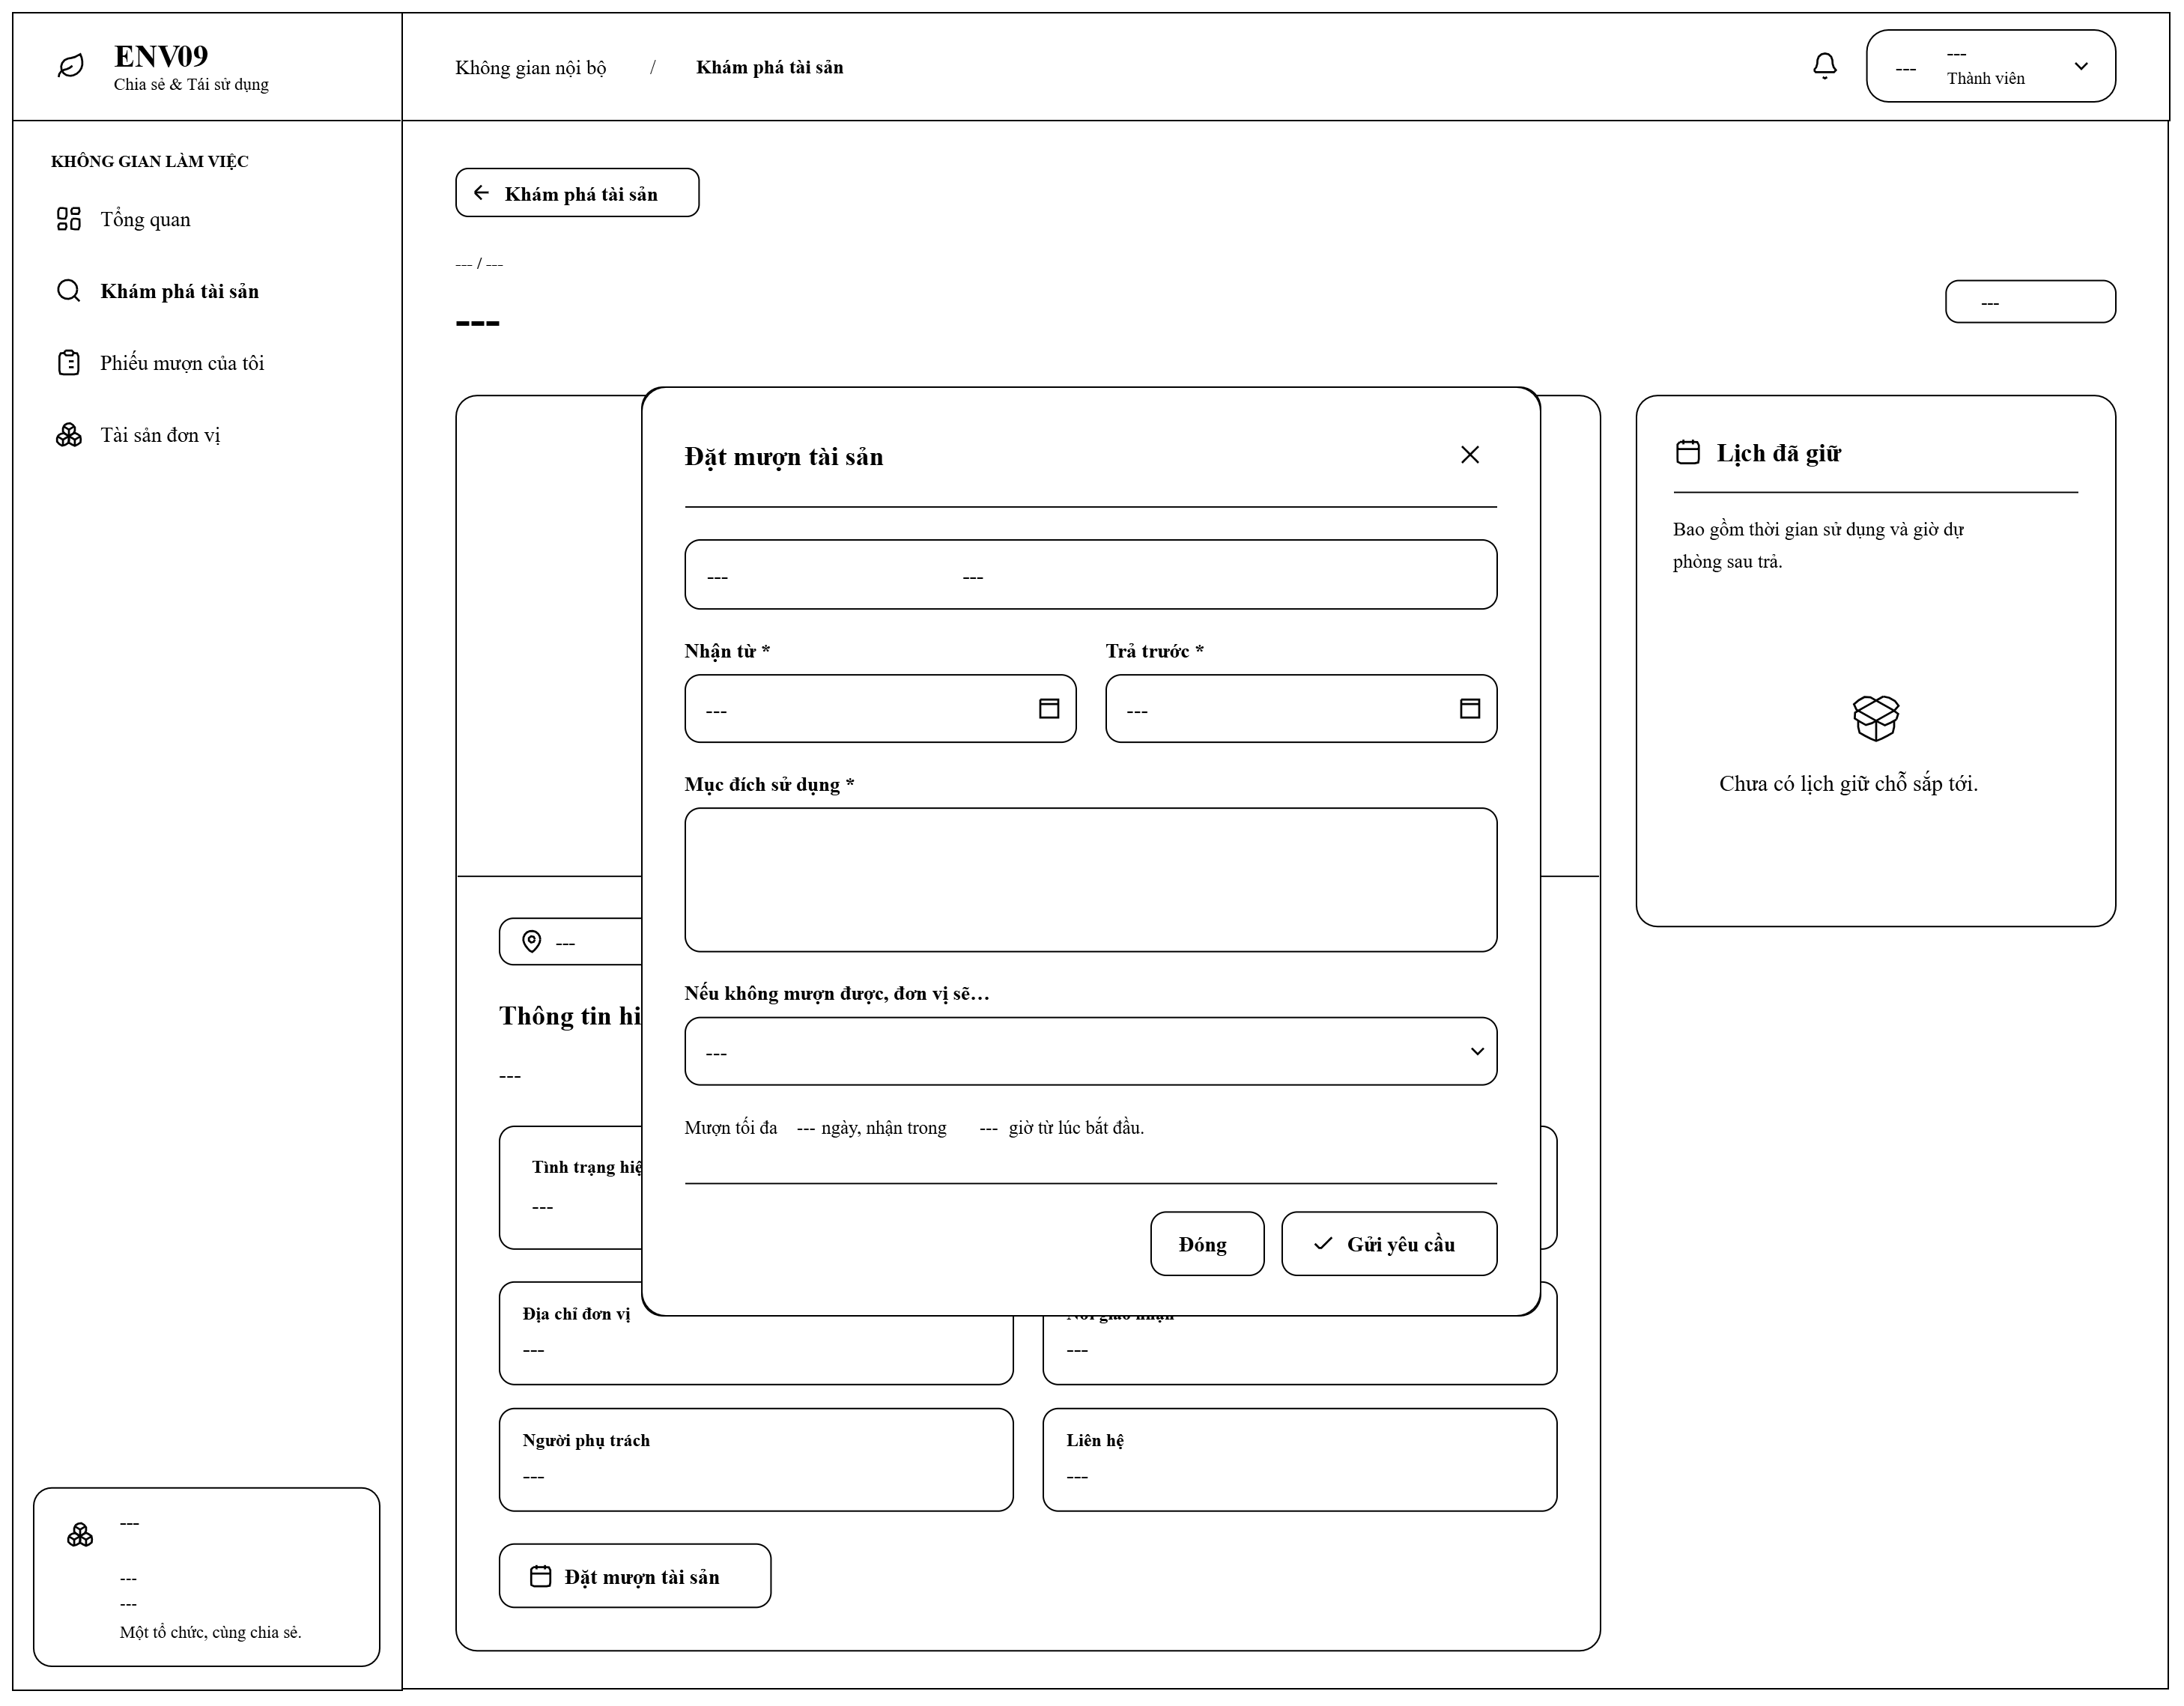 ENV09
Chia sẻ & Tái sử dụng
Không gian nội bộ / Khám phá tài sản
---
---
Thành viên
KHÔNG GIAN LÀM VIỆC
Tổng quan
Khám phá tài sản
Phiếu mượn của tôi
Tài sản đơn vị
---
---
---
Một tổ chức, cùng chia sẻ.
Khám phá tài sản
--- / ---
---
---
Đặt mượn tài sản
--- ---
Nhận từ * Trả trước *
--- ---
Mục đích sử dụng *
Nếu không mượn được, đơn vị sẽ…
---
Mượn tối đa --- ngày, nhận trong --- giờ từ lúc bắt đầu.
Đóng Gửi yêu cầu
---
Thông tin hi
---
Tình trạng hiệ
---
Địa chỉ đơn vị Nơi giao nhận
--- ---
Người phụ trách Liên hệ
--- ---
Đặt mượn tài sản
Lịch đã giữ
Bao gồm thời gian sử dụng và giờ dự
phòng sau trả.
Chưa có lịch giữ chỗ sắp tới.